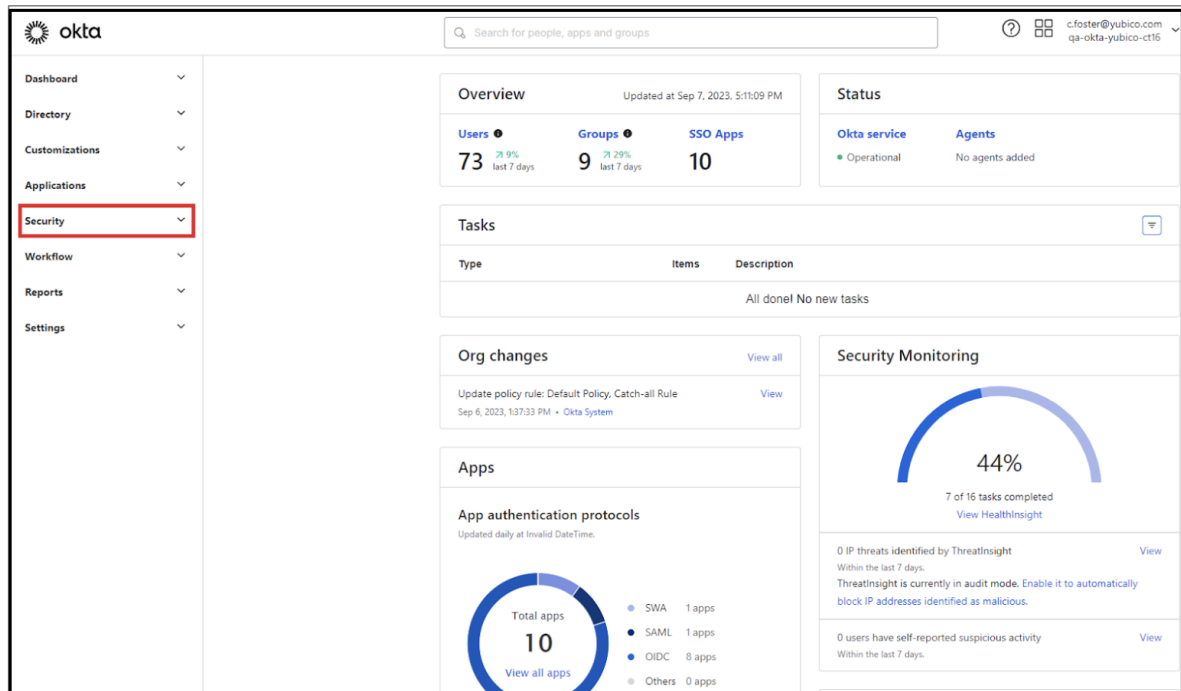 okta
Search for people, apps and groups
c.foster@yubico.com
qa-okta-yubico-ct16
Dashboard
Directory
Customizations
Applications
Security
Workflow
Reports
Settings
Overview
Updated at Sep 7, 2023, 5:11:09 PM
Users
73
9%
last 7 days
Groups
9
29%
last 7 days
SSO Apps
10
Status
Okta service
Operational
Agents
No agents added
Tasks
Type Items Description
All done! No new tasks
Org changes
View all
Update policy rule: Default Policy, Catch-all Rule
View
Sep 6, 2023, 1:37:33 PM • Okta System
Security Monitoring
44%
7 of 16 tasks completed
View HealthInsight
0 IP threats identified by ThreatInsight
View
Within the last 7 days.
ThreatInsight is currently in audit mode. Enable it to automatically
block IP addresses identified as malicious.
0 users have self-reported suspicious activity
View
Within the last 7 days.
Apps
App authentication protocols
Updated daily at Invalid DateTime.
Total apps
10
View all apps
SWA 1 apps
SAML 1 apps
OIDC 8 apps
Others 0 apps